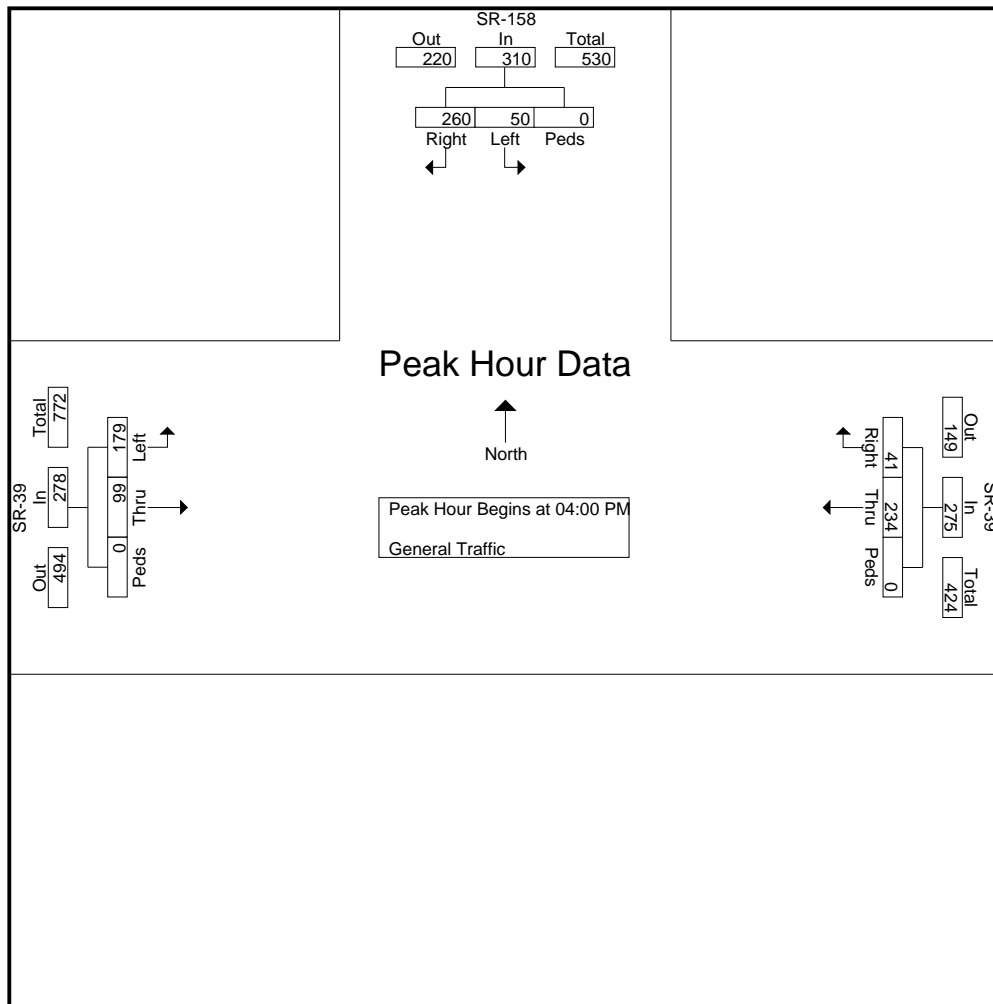 SR-158
Out In Total
220 310 530
260 50 0
Right Left Peds
Peak Hour Data
North
Peak Hour Begins at 04:00 PM
General Traffic
SR-39
Total In Out
772 278 494
179 99 0
Left Thru Peds
SR-39
Out In Total
149 275 424
41 234 0
Right Thru Peds